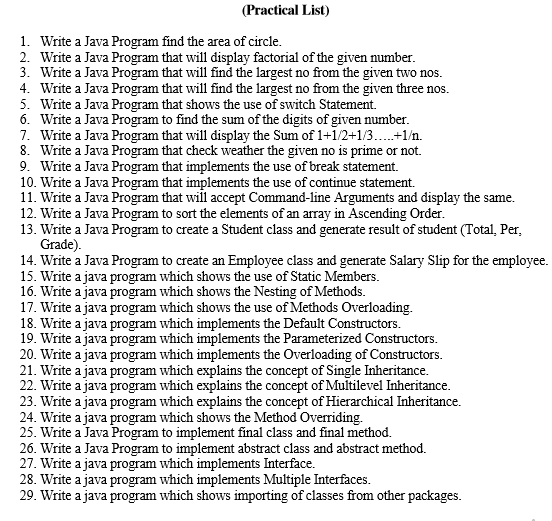 (Practical List)
1. Write a Java Program find the area of circle.
2. Write a Java Program that will display factorial of the given number.
3. Write a Java Program that will find the largest no from the given two nos.
4. Write a Java Program that will find the largest no from the given three nos.
5. Write a Java Program that shows the use of switch Statement.
6. Write a Java Program to find the sum of the digits of given number.
7. Write a Java Program that will display the Sum of 1+1/2+1/3…..+1/n.
8. Write a Java Program that check weather the given no is prime or not.
9. Write a Java Program that implements the use of break statement.
10. Write a Java Program that implements the use of continue statement.
11. Write a Java Program that will accept Command-line Arguments and display the same.
12. Write a Java Program to sort the elements of an array in Ascending Order.
13. Write a Java Program to create a Student class and generate result of student (Total, Per,
Grade).
14. Write a Java Program to create an Employee class and generate Salary Slip for the employee.
15. Write a java program which shows the use of Static Members.
16. Write a java program which shows the Nesting of Methods.
17. Write a java program which shows the use of Methods Overloading.
18. Write a java program which implements the Default Constructors.
19. Write a java program which implements the Parameterized Constructors.
20. Write a java program which implements the Overloading of Constructors.
21. Write a java program which explains the concept of Single Inheritance.
22. Write a java program which explains the concept of Multilevel Inheritance.
23. Write a java program which explains the concept of Hierarchical Inheritance.
24. Write a java program which shows the Method Overriding.
25. Write a Java Program to implement final class and final method.
26. Write a Java Program to implement abstract class and abstract method.
27. Write a java program which implements Interface.
28. Write a java program which implements Multiple Interfaces.
29. Write a java program which shows importing of classes from other packages.